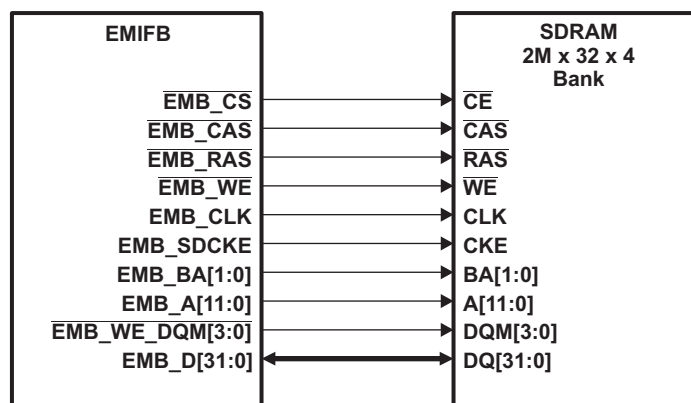 EMIFB
EMB_CS
EMB_CAS
EMB_RAS
EMB_WE
EMB_CLK
EMB_SDCKE
EMB_BA[1:0]
EMB_A[11:0]
EMB_WE_DQM[3:0]
EMB_D[31:0]
SDRAM
2M x 32 x 4
Bank
CE
CAS
RAS
WE
CLK
CKE
BA[1:0]
A[11:0]
DQM[3:0]
DQ[31:0]